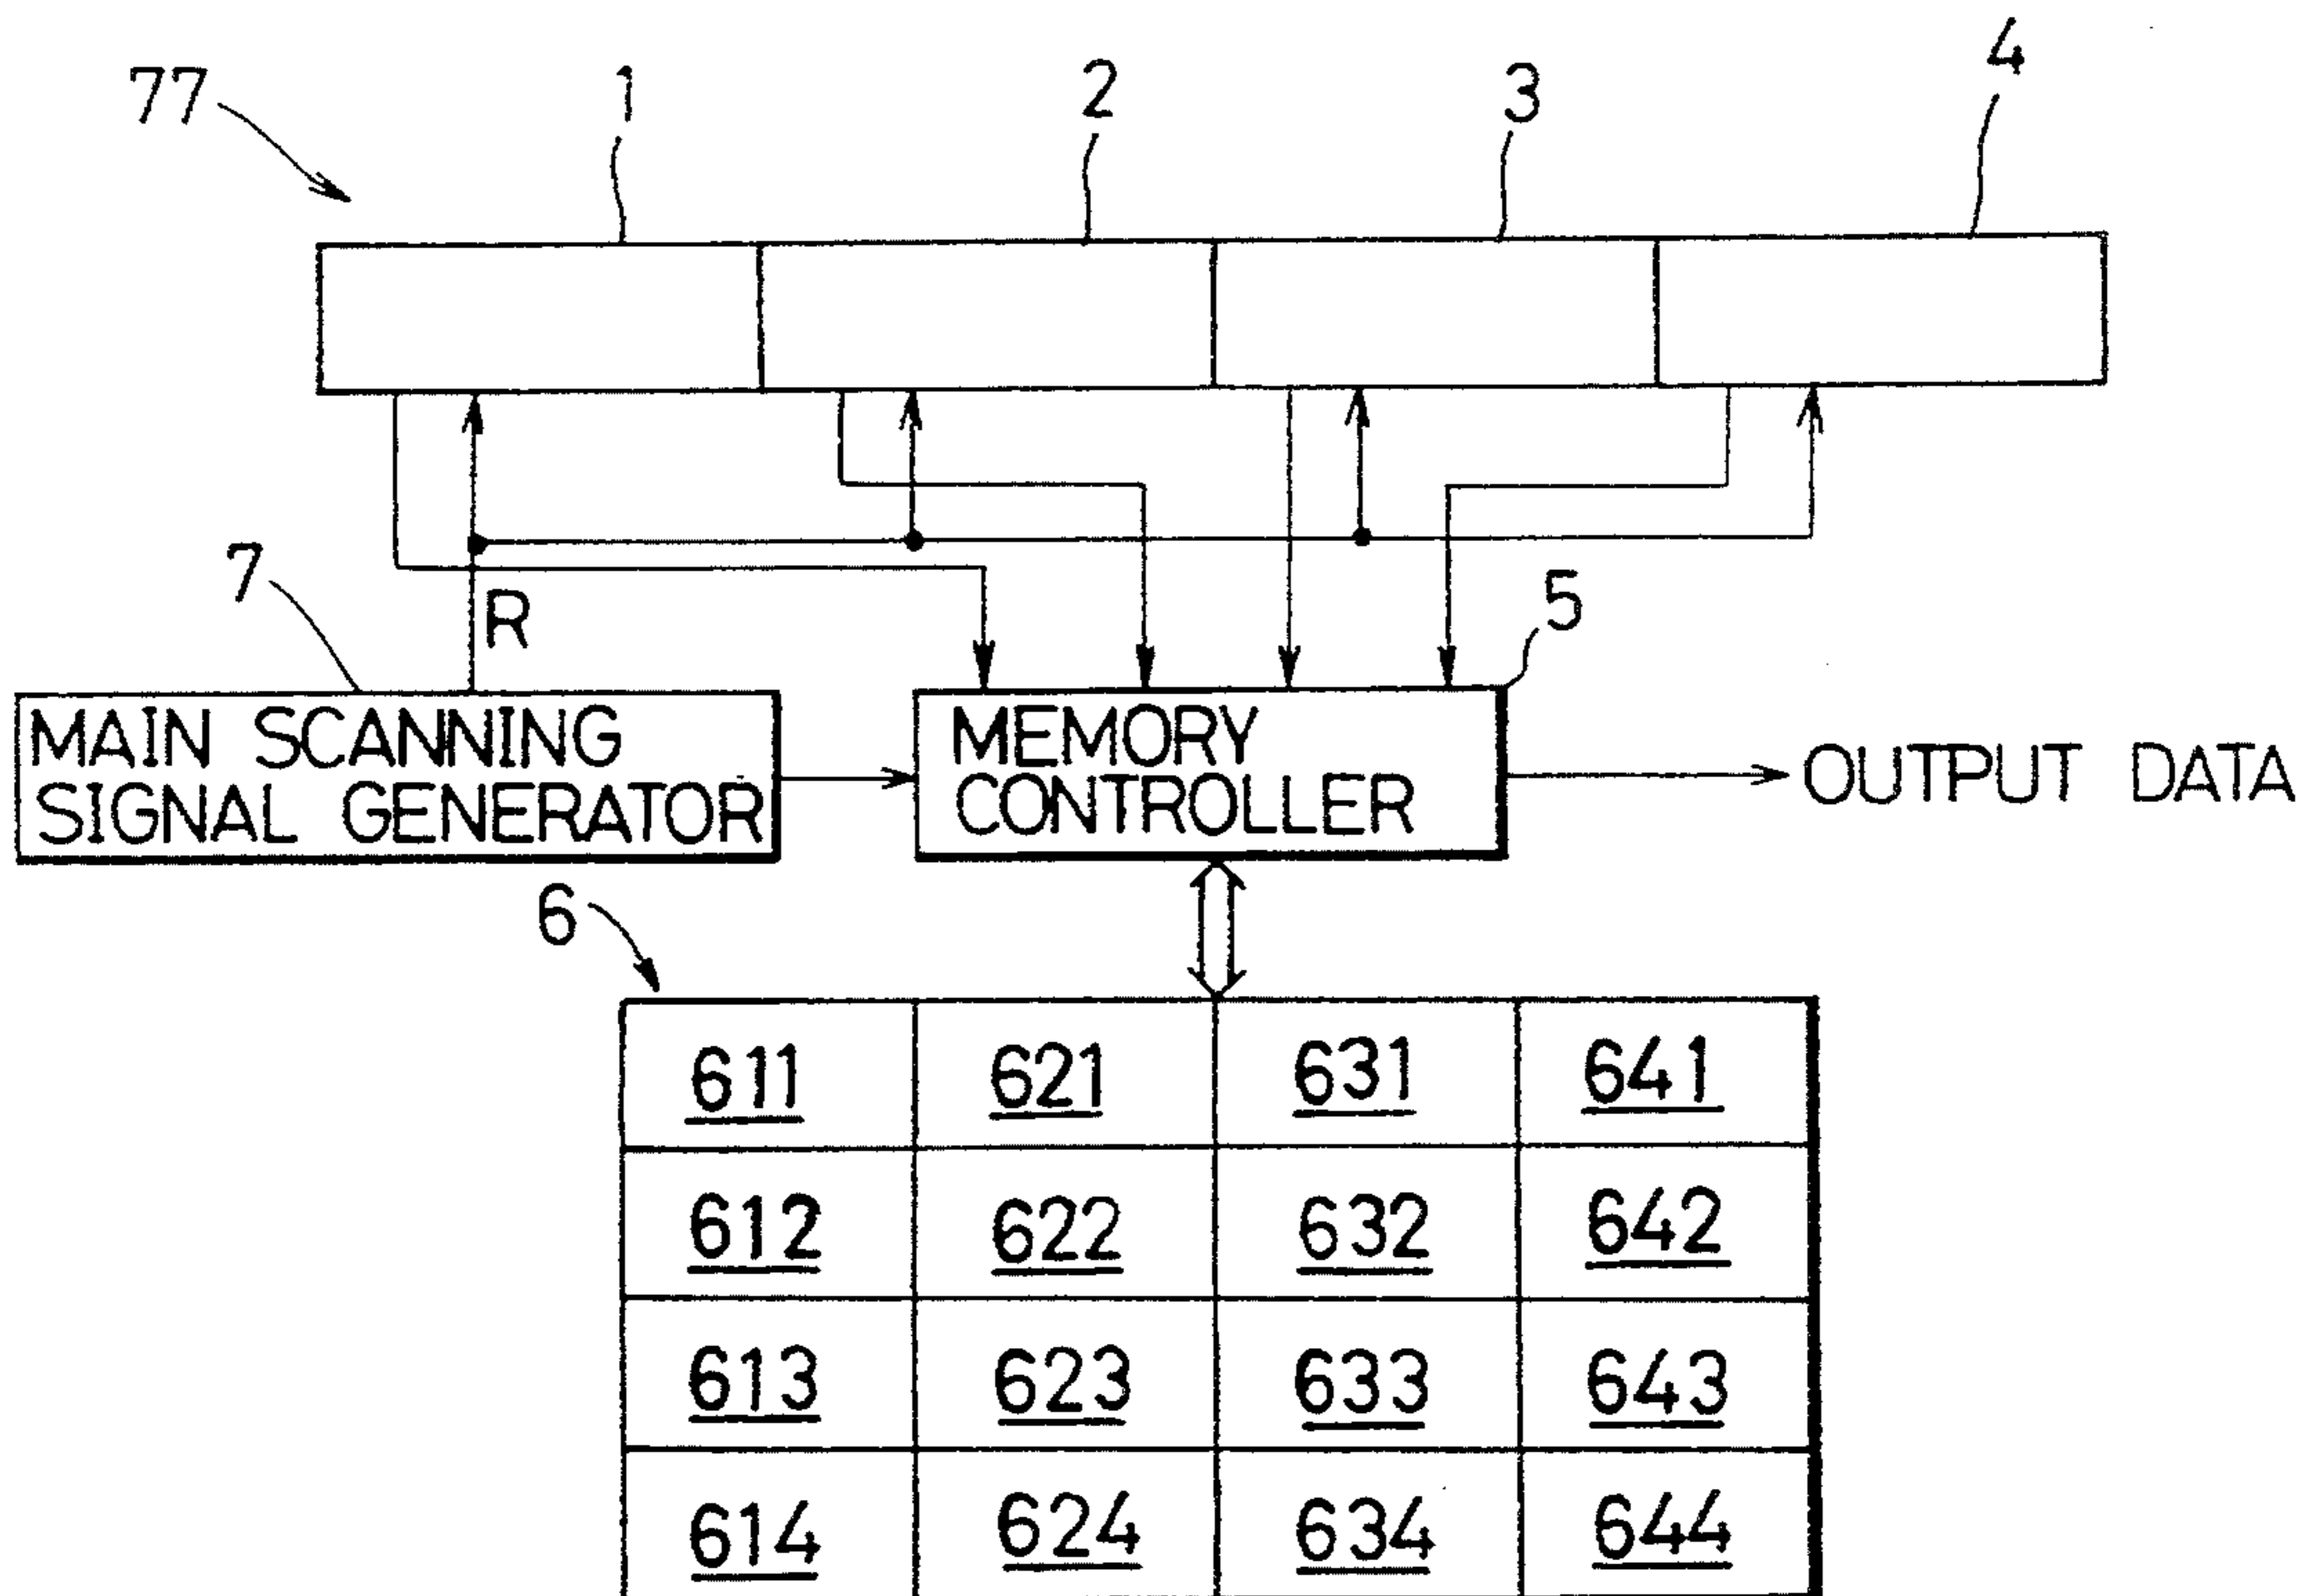 77 1 2 3 4
7 R 5
MAIN SCANNING
SIGNAL GENERATOR
MEMORY
CONTROLLER
OUTPUT DATA
6
611 621 631 641
612 622 632 642
613 623 633 643
614 624 634 644